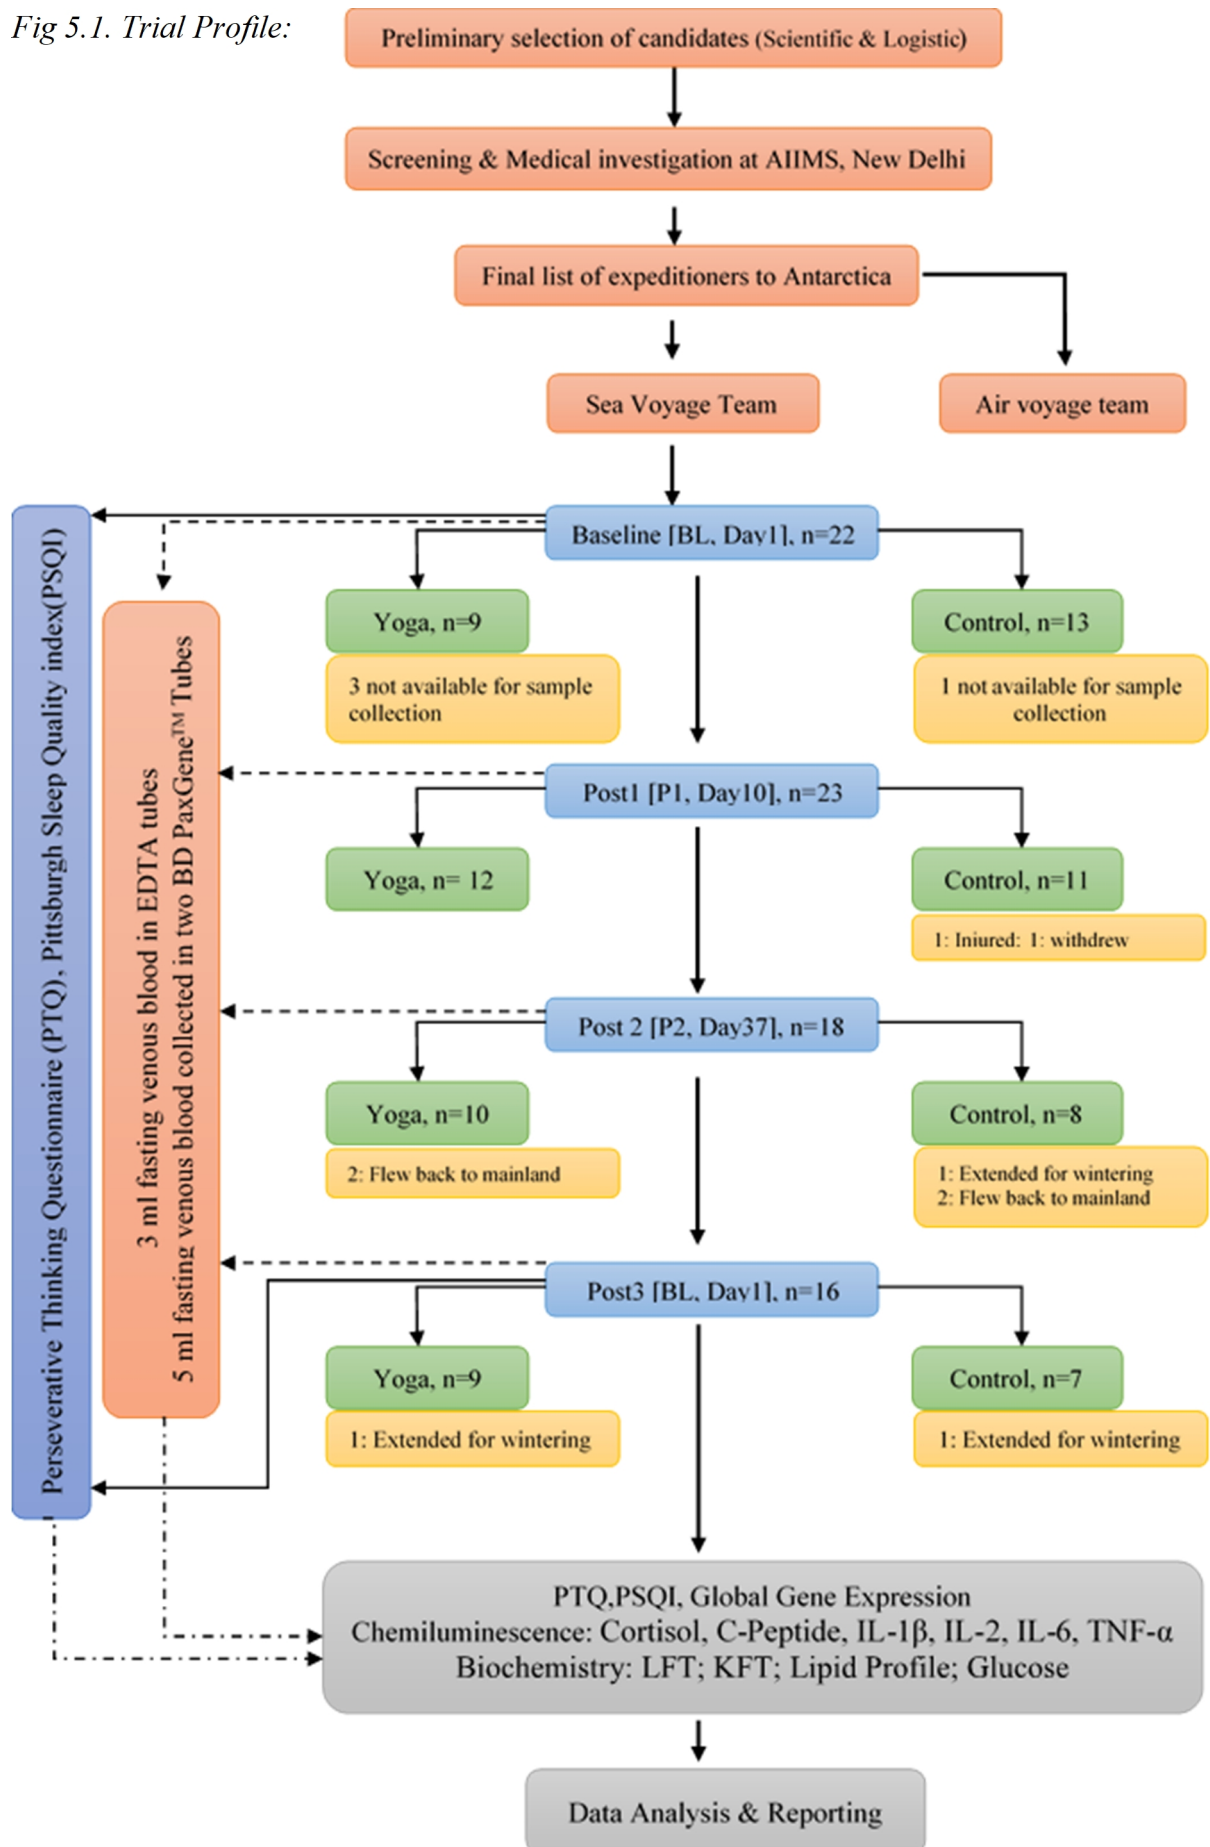 Fig 5.1. Trial Profile:
Preliminary selection of candidates (Scientific & Logistic)
Screening & Medical investigation at AIIMS, New Delhi
Final list of expeditioners to Antarctica
Sea Voyage Team
Air voyage team
Baseline [BL, Day1], n=22
Yoga, n=9
Control, n=13
3 not available for sample
collection
1 not available for sample
collection
Post1 [P1, Day10], n=23
Yoga, n= 12
Control, n=11
1: Injured: 1: withdrew
Post 2 [P2, Day37], n=18
Yoga, n=10
Control, n=8
2: Flew back to mainland
1: Extended for wintering
2: Flew back to mainland
Post3 [BL, Day1], n=16
Yoga, n=9
Control, n=7
1: Extended for wintering
1: Extended for wintering
Perseverative Thinking Questionnaire (PTQ), Pittsburgh Sleep Quality index(PSQI)
3 ml fasting venous blood in EDTA tubes
5 ml fasting venous blood collected in two BD PaxGene™ Tubes
PTQ,PSQI, Global Gene Expression
Chemiluminescence: Cortisol, C-Peptide, IL-1β, IL-2, IL-6, TNF-α
Biochemistry: LFT; KFT; Lipid Profile; Glucose
Data Analysis & Reporting